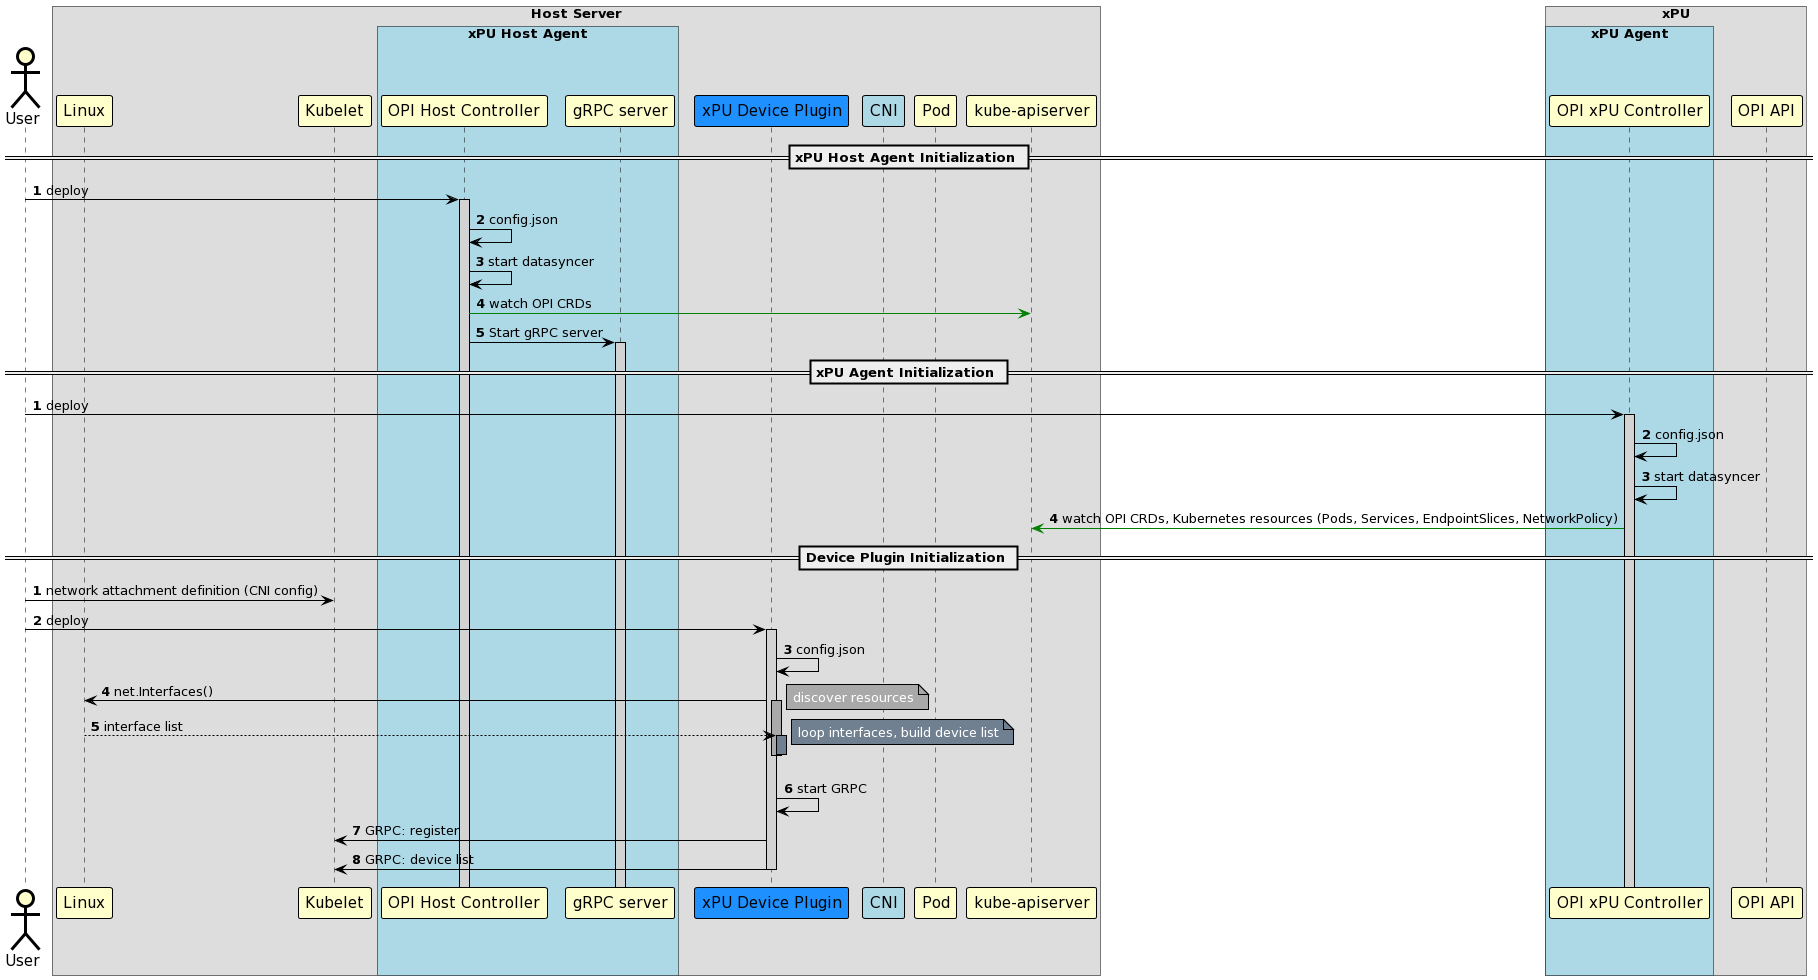 Host Server
xPU
xPU Host Agent
xPU Agent
User
Linux
Kubelet
OPI Host Controller
gRPC server
xPU Device Plugin
CNI
Pod
kube-apiserver
OPI xPU Controller
OPI API
xPU Host Agent Initialization
1 deploy
2 config.json
3 start datasyncer
4 watch OPI CRDs
5 Start gRPC server
xPU Agent Initialization
1 deploy
2 config.json
3 start datasyncer
4 watch OPI CRDs, Kubernetes resources (Pods, Services, EndpointSlices, NetworkPolicy)
Device Plugin Initialization
1 network attachment definition (CNI config)
2 deploy
3 config.json
4 net.Interfaces()
discover resources
5 interface list
loop interfaces, build device list
6 start GRPC
7 GRPC: register
8 GRPC: device list
User
Linux
Kubelet
OPI Host Controller
gRPC server
xPU Device Plugin
CNI
Pod
kube-apiserver
OPI xPU Controller
OPI API